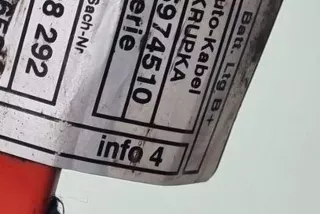 Batt. Ltg B+
uto-Kabel
KRUPKA
974510
erie
Sach-Nr
8 292
info 4